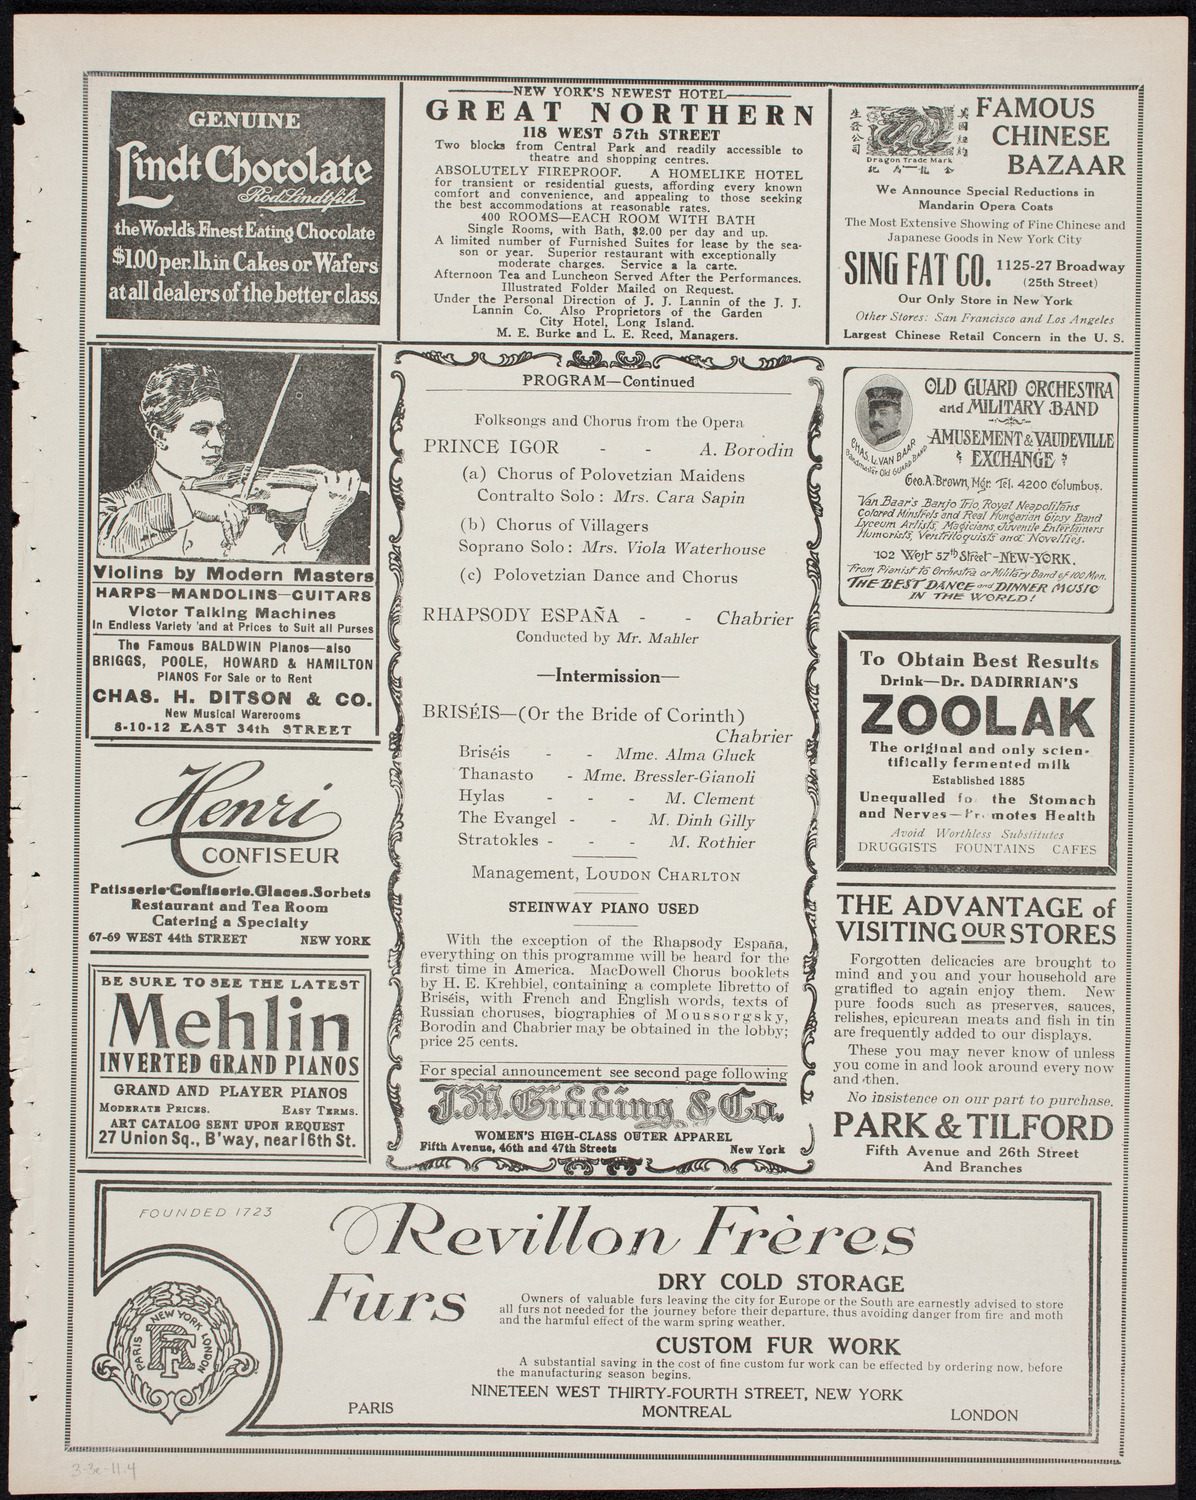 GENUINE
Lindt Chocolate
Rod. Lindt fils
the World's Finest Eating Chocolate
$1.00 per. lb. in Cakes or Wafers
at all dealers of the better class.
NEW YORK'S NEWEST HOTEL
GREAT NORTHERN
118 WEST 57th STREET
Two blocks from Central Park and readily accessible to
theatre and shopping centres.
ABSOLUTELY FIREPROOF. A HOMELIKE HOTEL
for transient or residential guests, affording every known
comfort and convenience, and appealing to those seeking
the best accommodations at reasonable rates.
400 ROOMS—EACH ROOM WITH BATH
Single Rooms, with Bath, $2.00 per day and up.
A limited number of Furnished Suites for lease by the sea-
son or year. Superior restaurant with exceptionally
moderate charges. Service a la carte.
Afternoon Tea and Luncheon Served After the Performances.
Illustrated Folder Mailed on Request.
Under the Personal Direction of J. J. Lannin of the J. J.
Lannin Co. Also Proprietors of the Garden
City Hotel, Long Island.
M. E. Burke and L. E. Reed, Managers.
生發公司
美國紐約
Dragon Trade Mark
FAMOUS
CHINESE
BAZAAR
We Announce Special Reductions in
Mandarin Opera Coats
The Most Extensive Showing of Fine Chinese and
Japanese Goods in New York City
SING FAT CO. 1125-27 Broadway
(25th Street)
Our Only Store in New York
Other Stores: San Francisco and Los Angeles
Largest Chinese Retail Concern in the U. S.
Violins by Modern Masters
HARPS—MANDOLINS—GUITARS
Victor Talking Machines
In Endless Variety and at Prices to Suit all Purses
The Famous BALDWIN Pianos—also
BRIGGS, POOLE, HOWARD & HAMILTON
PIANOS For Sale or to Rent
CHAS. H. DITSON & CO.
New Musical Warerooms
8-10-12 EAST 34th STREET
Henri
CONFISEUR
Patisserie-Confiserie.Glaces.Sorbets
Restaurant and Tea Room
Catering a Specialty
67-69 WEST 44th STREET NEW YORK
BE SURE TO SEE THE LATEST
Mehlin
INVERTED GRAND PIANOS
GRAND AND PLAYER PIANOS
MODERATE PRICES. EASY TERMS.
ART CATALOG SENT UPON REQUEST
27 Union Sq., B'way, near 16th St.
PROGRAM—Continued
Folksongs and Chorus from the Opera
PRINCE IGOR - - A. Borodin
(a) Chorus of Polovetzian Maidens
Contralto Solo: Mrs. Cara Sapin
(b) Chorus of Villagers
Soprano Solo: Mrs. Viola Waterhouse
(c) Polovetzian Dance and Chorus
RHAPSODY ESPAÑA - - Chabrier
Conducted by Mr. Mahler
—Intermission—
BRISÉIS—(Or the Bride of Corinth)
Chabrier
Briséis - - Mme. Alma Gluck
Thanasto - Mme. Bressler-Gianoli
Hylas - - - M. Clement
The Evangel - - M. Dinh Gilly
Stratokles - - - M. Rothier
Management, LOUDON CHARLTON
STEINWAY PIANO USED
With the exception of the Rhapsody España,
everything on this programme will be heard for the
first time in America. MacDowell Chorus booklets
by H. E. Krehbiel, containing a complete libretto of
Briséis, with French and English words, texts of
Russian choruses, biographies of Moussorgsky,
Borodin and Chabrier may be obtained in the lobby;
price 25 cents.
For special announcement see second page following
J.M. Gidding & Co.
WOMEN'S HIGH-CLASS OUTER APPAREL
Fifth Avenue, 46th and 47th Streets New York
CHAS. L. VAN BAAR
Bandmaster Old Guard Band
OLD GUARD ORCHESTRA
and MILITARY BAND
AMUSEMENT & VAUDEVILLE
EXCHANGE
Geo. A. Brown, Mgr. Tel. 4200 Columbus.
Van Baar's Banjo Trio, Royal Neapolitans
Colored Minstrels and Real Hungarian Gipsy Band
Lyceum Artists, Magicians, Juvenile Entertainers
Humorists, Ventriloquists and Novelties.
102 West 57th Street—NEW-YORK.
From Pianist to Orchestra or Military Band of 100 Men.
THE BEST DANCE and DINNER MUSIC
IN THE WORLD!
To Obtain Best Results
Drink—Dr. DADIRRIAN'S
ZOOLAK
The original and only scien-
tifically fermented milk
Established 1885
Unequalled fo the Stomach
and Nerves—Pr motes Health
Avoid Worthless Substitutes
DRUGGISTS FOUNTAINS CAFES
THE ADVANTAGE of
VISITING OUR STORES
Forgotten delicacies are brought to
mind and you and your household are
gratified to again enjoy them. New
pure foods such as preserves, sauces,
relishes, epicurean meats and fish in tin
are frequently added to our displays.
These you may never know of unless
you come in and look around every now
and then.
No insistence on our part to purchase.
PARK & TILFORD
Fifth Avenue and 26th Street
And Branches
FOUNDED 1723
Revillon Frères
Furs
PARIS NEW YORK LONDON
RF
DRY COLD STORAGE
Owners of valuable furs leaving the city for Europe or the South are earnestly advised to store
all furs not needed for the journey before their departure, thus avoiding danger from fire and moth
and the harmful effect of the warm spring weather.
CUSTOM FUR WORK
A substantial saving in the cost of fine custom fur work can be effected by ordering now, before
the manufacturing season begins.
NINETEEN WEST THIRTY-FOURTH STREET, NEW YORK
PARIS MONTREAL LONDON
3-3e-11.4